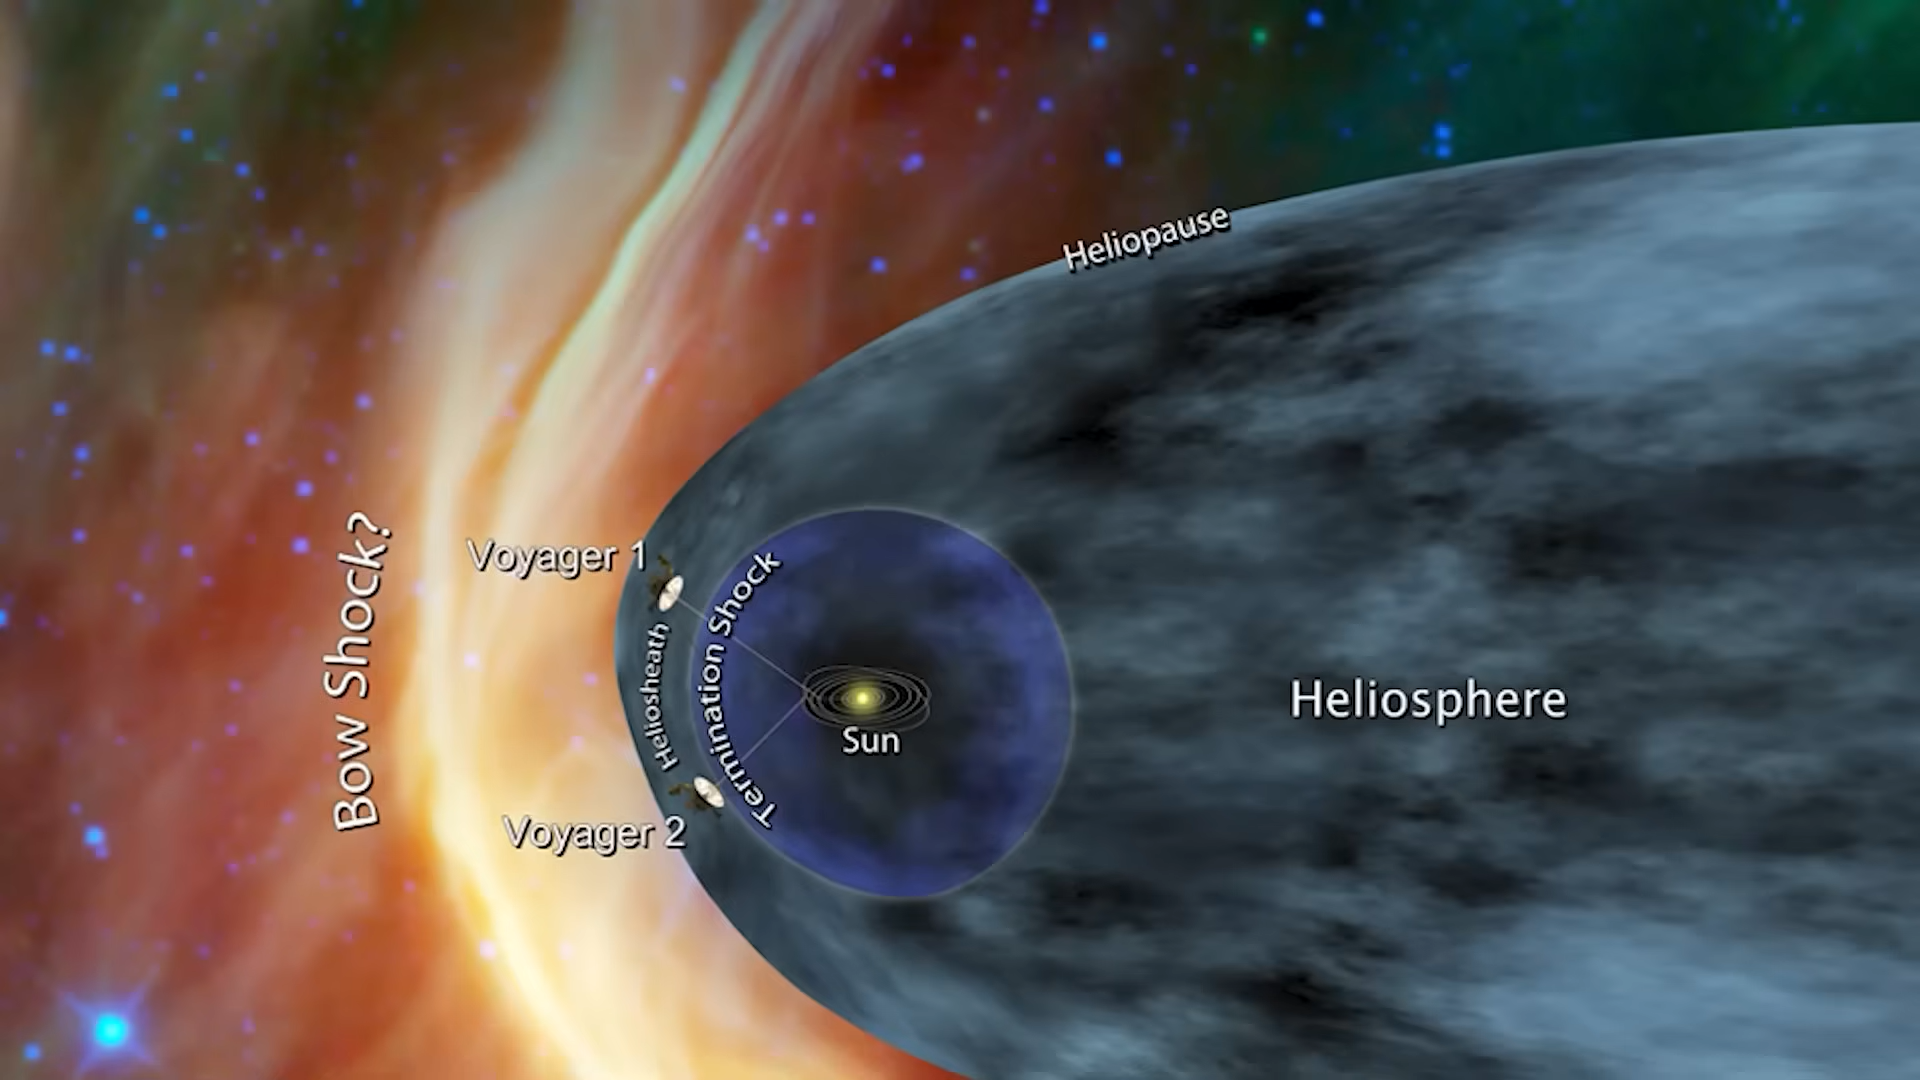 Heliopause
Bow Shock?
Voyager 1
Heliosheath
Termination Shock
Sun
Heliosphere
Voyager 2